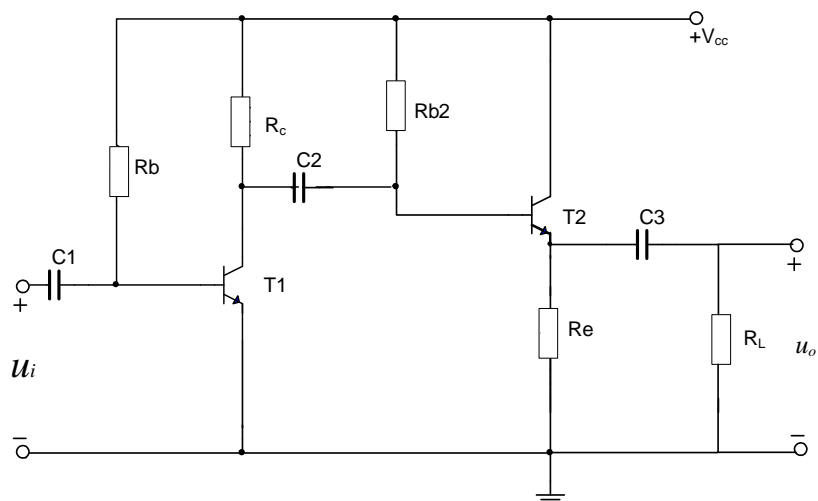 +Vcc
Rc
Rb2
C2
Rb
T2
C3
C1
T1
+
+
Re
RL
uo
ui
−
−